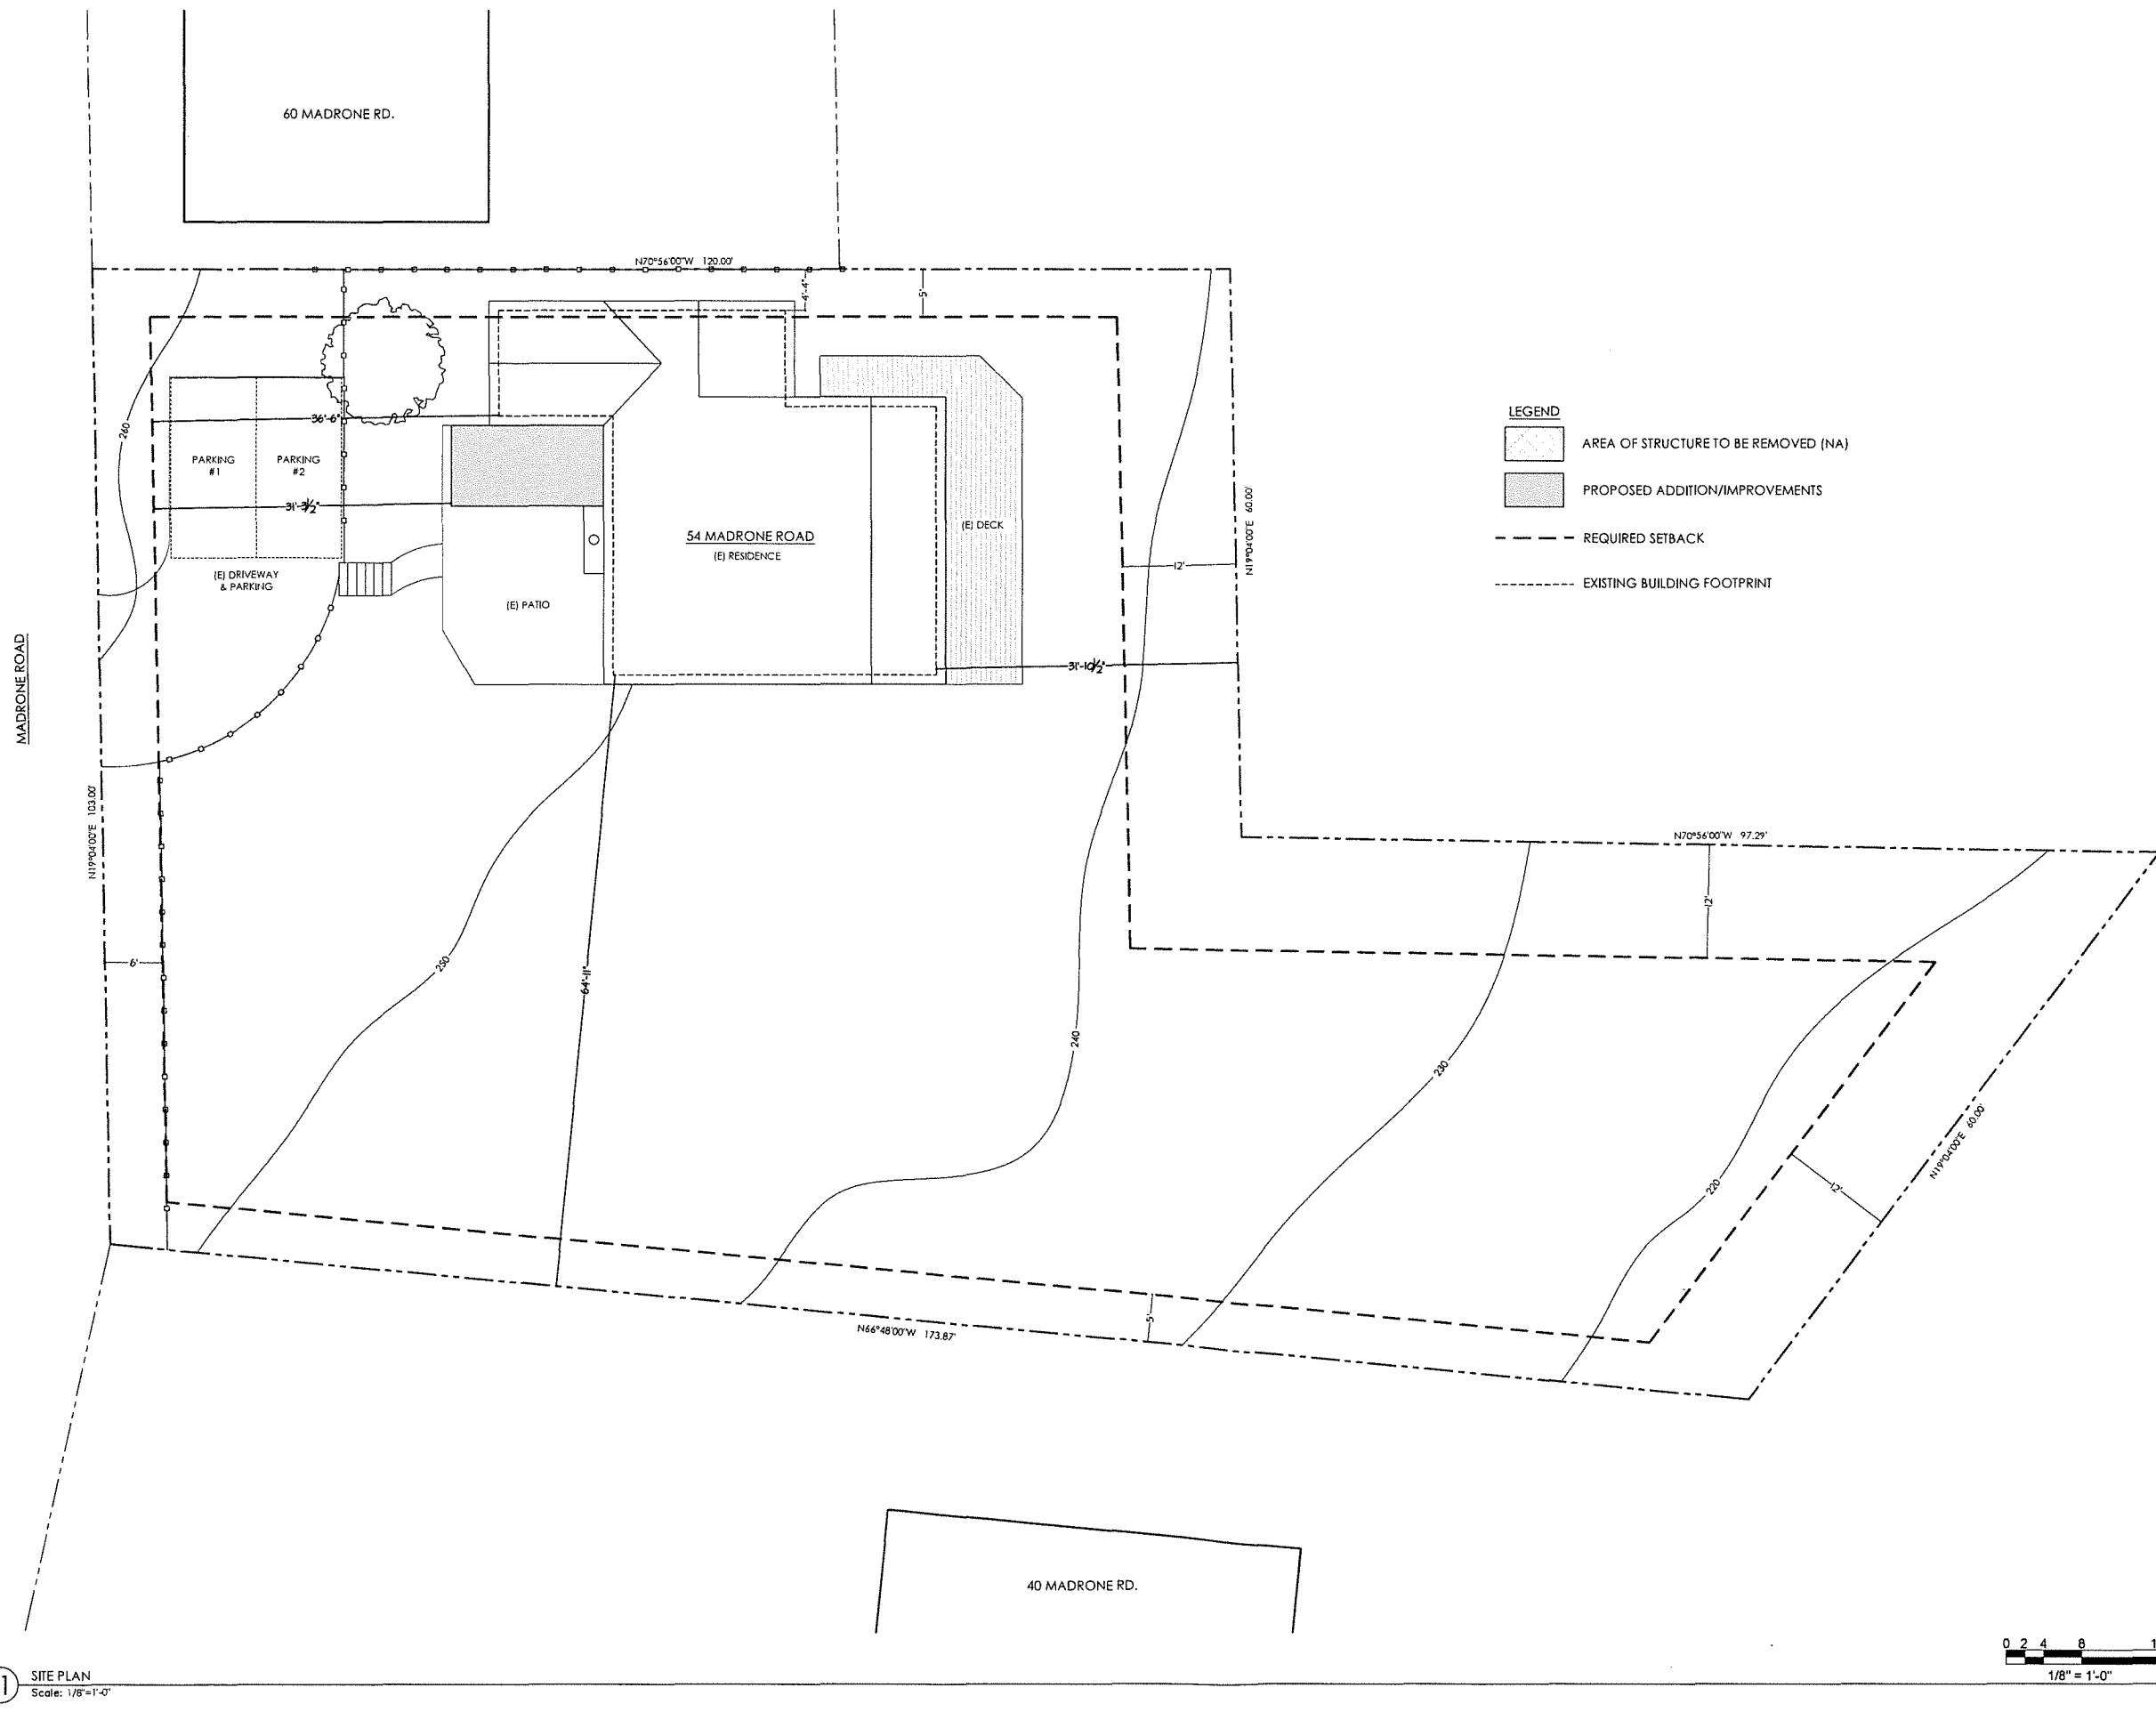 60 MADRONE RD.
N70°56'00"W 120.00'
4'-4"
5'
260
36'-6"
PARKING
#1
PARKING
#2
31'-3½"
(E) DRIVEWAY
& PARKING
(E) PATIO
54 MADRONE ROAD
(E) RESIDENCE
(E) DECK
12'
N19°04'00"E 60.00'
31'-10½"
LEGEND
AREA OF STRUCTURE TO BE REMOVED (NA)
PROPOSED ADDITION/IMPROVEMENTS
REQUIRED SETBACK
EXISTING BUILDING FOOTPRINT
MADRONE ROAD
N19°04'00"E 103.00'
6'
250
64'-11"
240
N70°56'00"W 97.29'
12'
230
220
12'
N19°04'00"E 60.00'
5'
N66°48'00"W 173.87'
40 MADRONE RD.
1
SITE PLAN
Scale: 1/8"=1'-0"
0 2 4 8 1
1/8" = 1'-0"